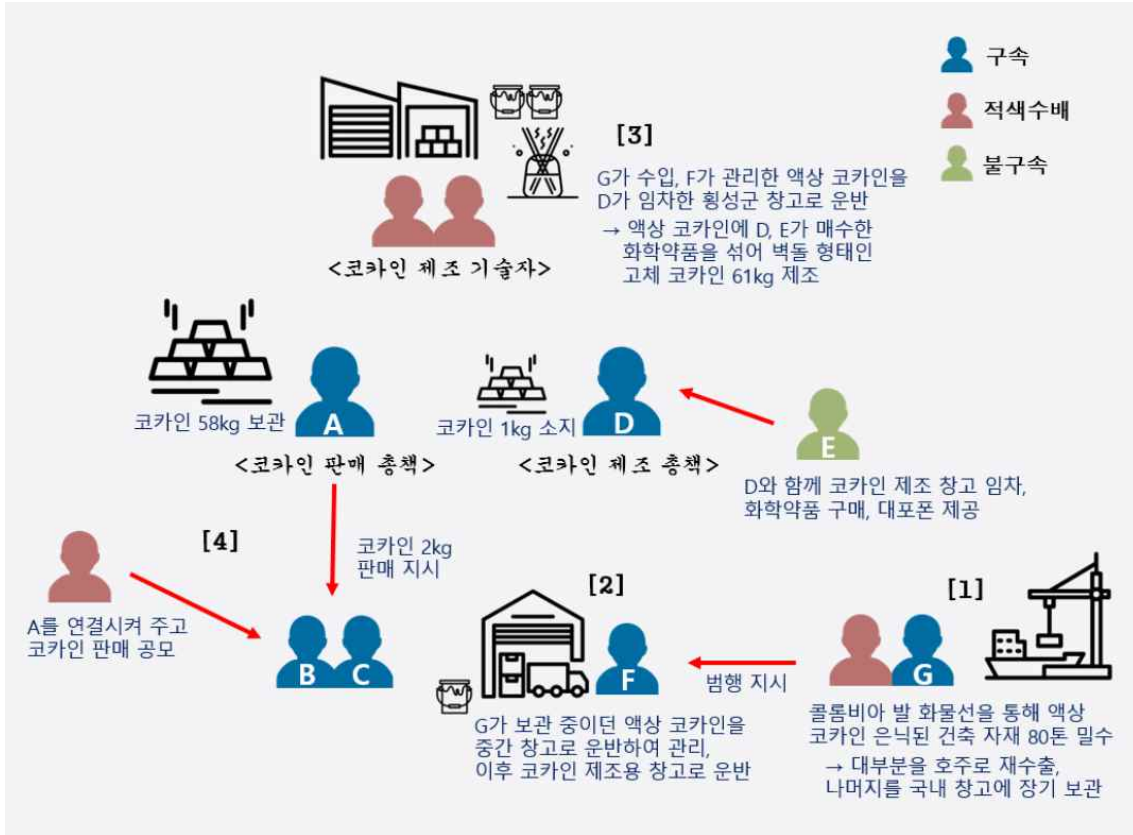 구속
적색수배
불구속
[3]
G가 수입, F가 관리한 액상 코카인을
D가 임차한 횡성군 창고로 운반
→ 액상 코카인에 D, E가 매수한
화학약품을 섞어 벽돌 형태인
고체 코카인 61kg 제조
<코카인 제조 기술자>
코카인 58kg 보관
A
<코카인 판매 총책>
코카인 1kg 소지
D
<코카인 제조 총책>
E
D와 함께 코카인 제조 창고 임차,
화학약품 구매, 대포폰 제공
[4]
코카인 2kg
판매 지시
A를 연결시켜 주고
코카인 판매 공모
B C
[2]
F
G가 보관 중이던 액상 코카인을
중간 창고로 운반하여 관리,
이후 코카인 제조용 창고로 운반
범행 지시
[1]
G
콜롬비아 발 화물선을 통해 액상
코카인 은닉된 건축 자재 80톤 밀수
→ 대부분을 호주로 재수출,
나머지를 국내 창고에 장기 보관